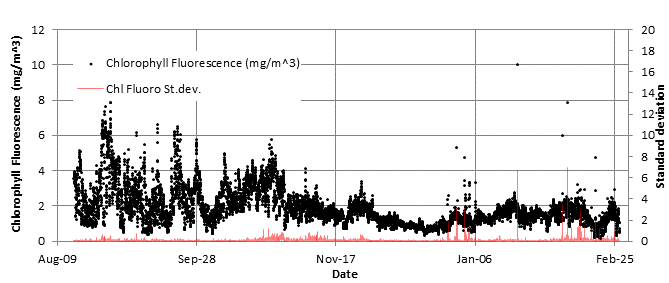 12
10
8
6
4
2
0
Chlorophyll Fluorescence (mg/m^3)
Chlorophyll Fluorescence (mg/m^3)
Chl Fluoro St.dev.
20
18
16
14
12
10
8
6
4
2
0
Standard deviation
Aug-09
Sep-28
Nov-17
Jan-06
Feb-25
Date